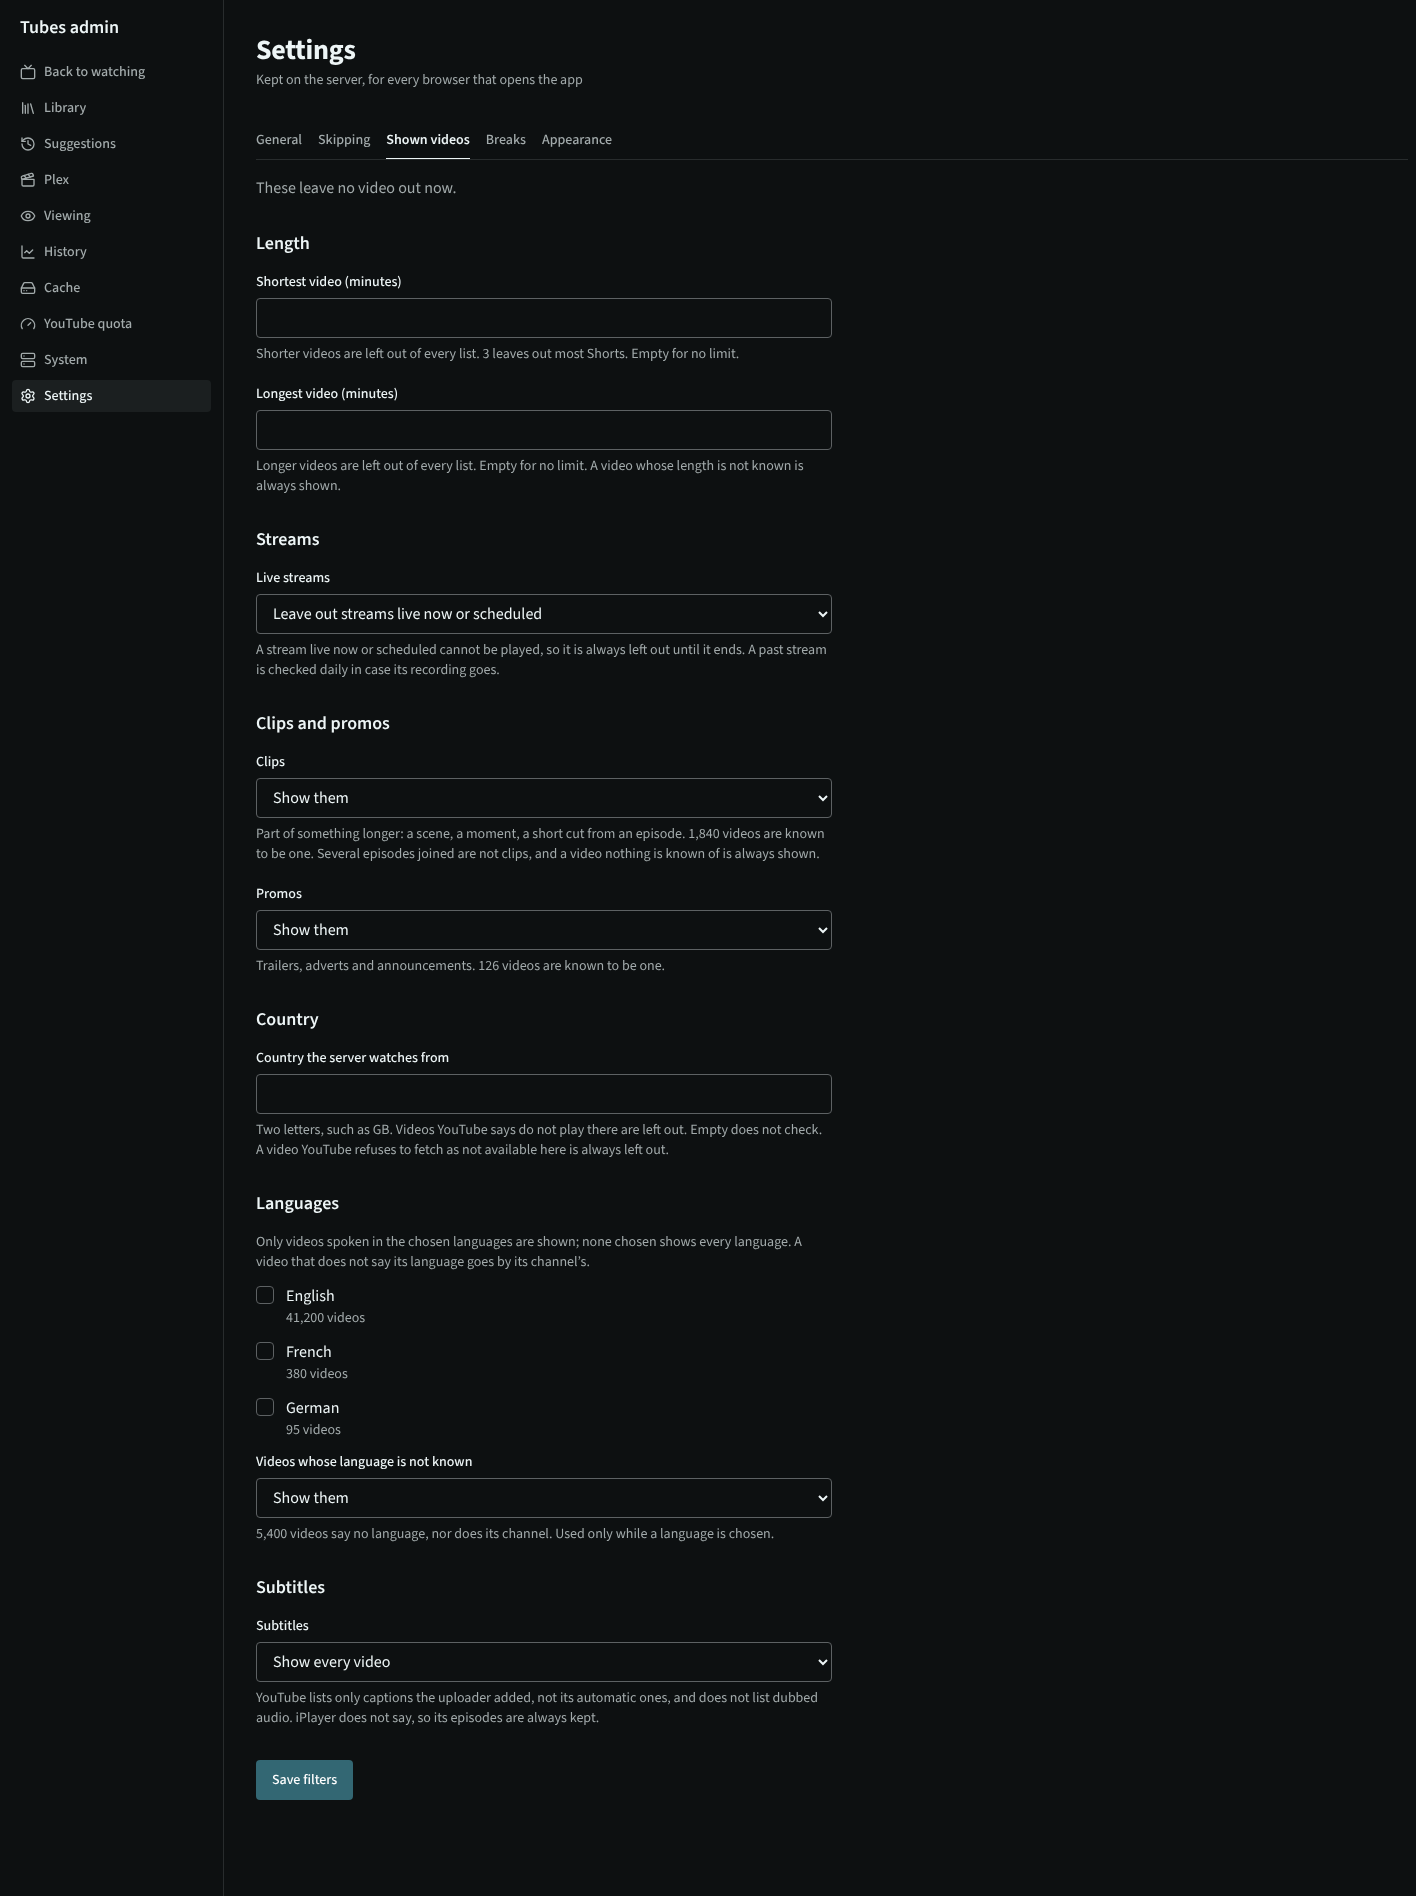 Tubes admin
Back to watching
Library
Suggestions
Plex
Viewing
History
Cache
YouTube quota
System
Settings
Settings
Kept on the server, for every browser that opens the app
General Skipping Shown videos Breaks Appearance
These leave no video out now.
Length
Shortest video (minutes)
Shorter videos are left out of every list. 3 leaves out most Shorts. Empty for no limit.
Longest video (minutes)
Longer videos are left out of every list. Empty for no limit. A video whose length is not known is
always shown.
Streams
Live streams
Leave out streams live now or scheduled
A stream live now or scheduled cannot be played, so it is always left out until it ends. A past stream
is checked daily in case its recording goes.
Clips and promos
Clips
Show them
Part of something longer: a scene, a moment, a short cut from an episode. 1,840 videos are known
to be one. Several episodes joined are not clips, and a video nothing is known of is always shown.
Promos
Show them
Trailers, adverts and announcements. 126 videos are known to be one.
Country
Country the server watches from
Two letters, such as GB. Videos YouTube says do not play there are left out. Empty does not check.
A video YouTube refuses to fetch as not available here is always left out.
Languages
Only videos spoken in the chosen languages are shown; none chosen shows every language. A
video that does not say its language goes by its channel’s.
English
41,200 videos
French
380 videos
German
95 videos
Videos whose language is not known
Show them
5,400 videos say no language, nor does its channel. Used only while a language is chosen.
Subtitles
Subtitles
Show every video
YouTube lists only captions the uploader added, not its automatic ones, and does not list dubbed
audio. iPlayer does not say, so its episodes are always kept.
Save filters